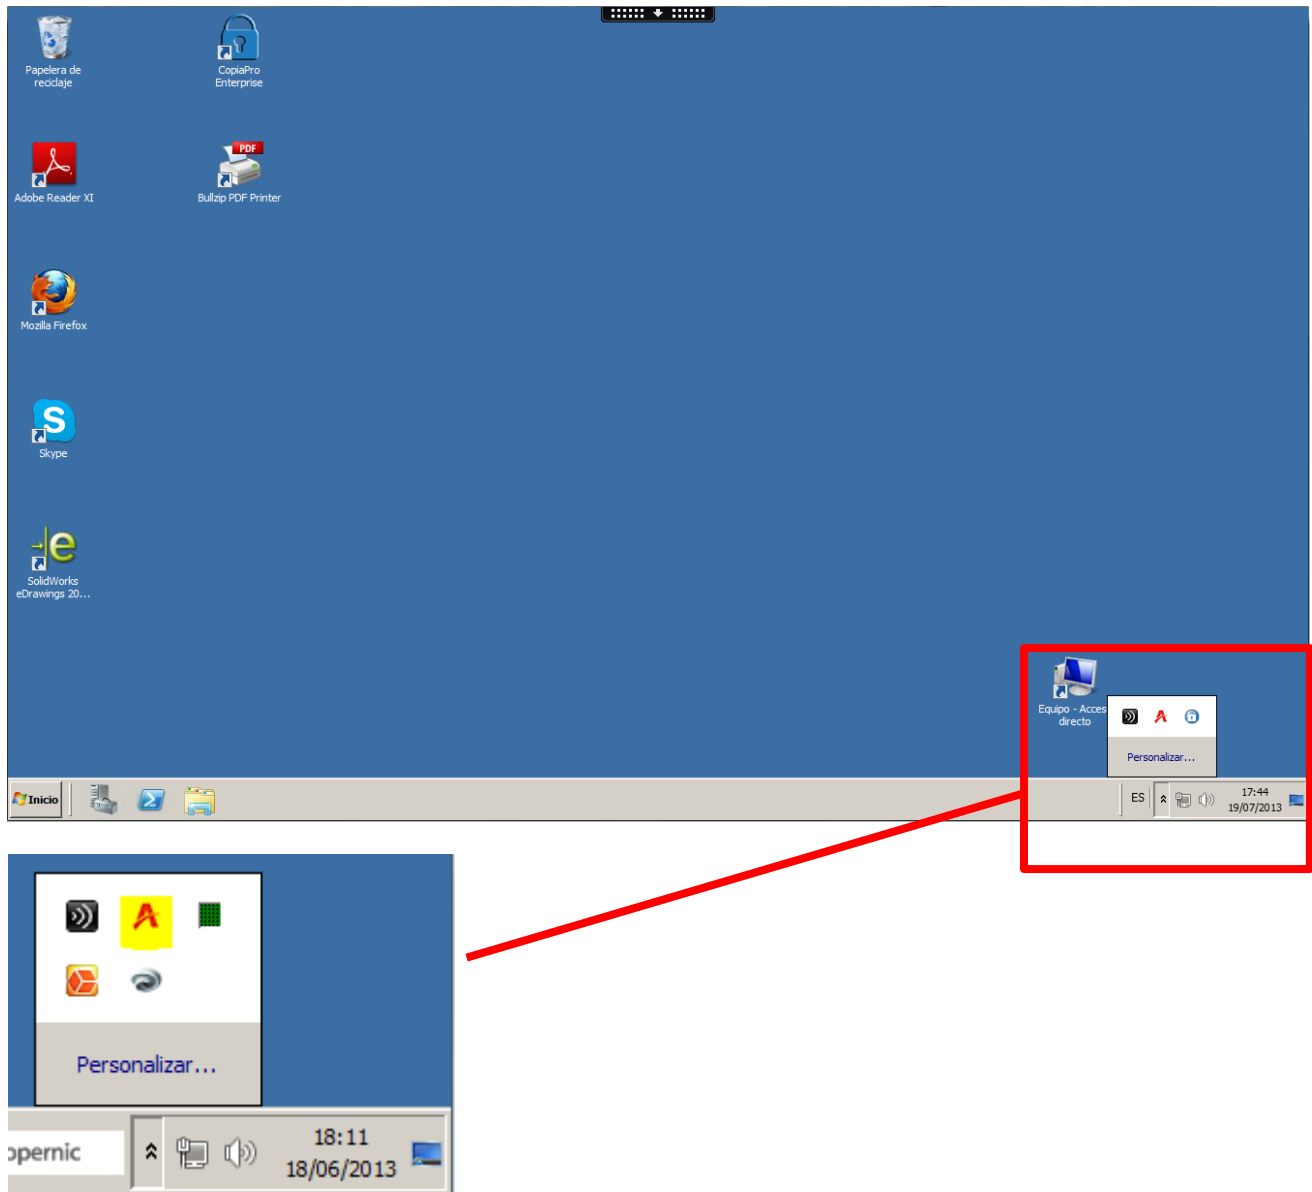 Papelera de
reciclaje
CopiaPro
Enterprise
PDF
Adobe Reader XI
Bullzip PDF Printer
Mozilla Firefox
S
Skype
e
SolidWorks
eDrawings 20...
Equipo - Acces
directo
Personalizar...
Inicio
ES
17:44
19/07/2013
Personalizar...
opernic
18:11
18/06/2013